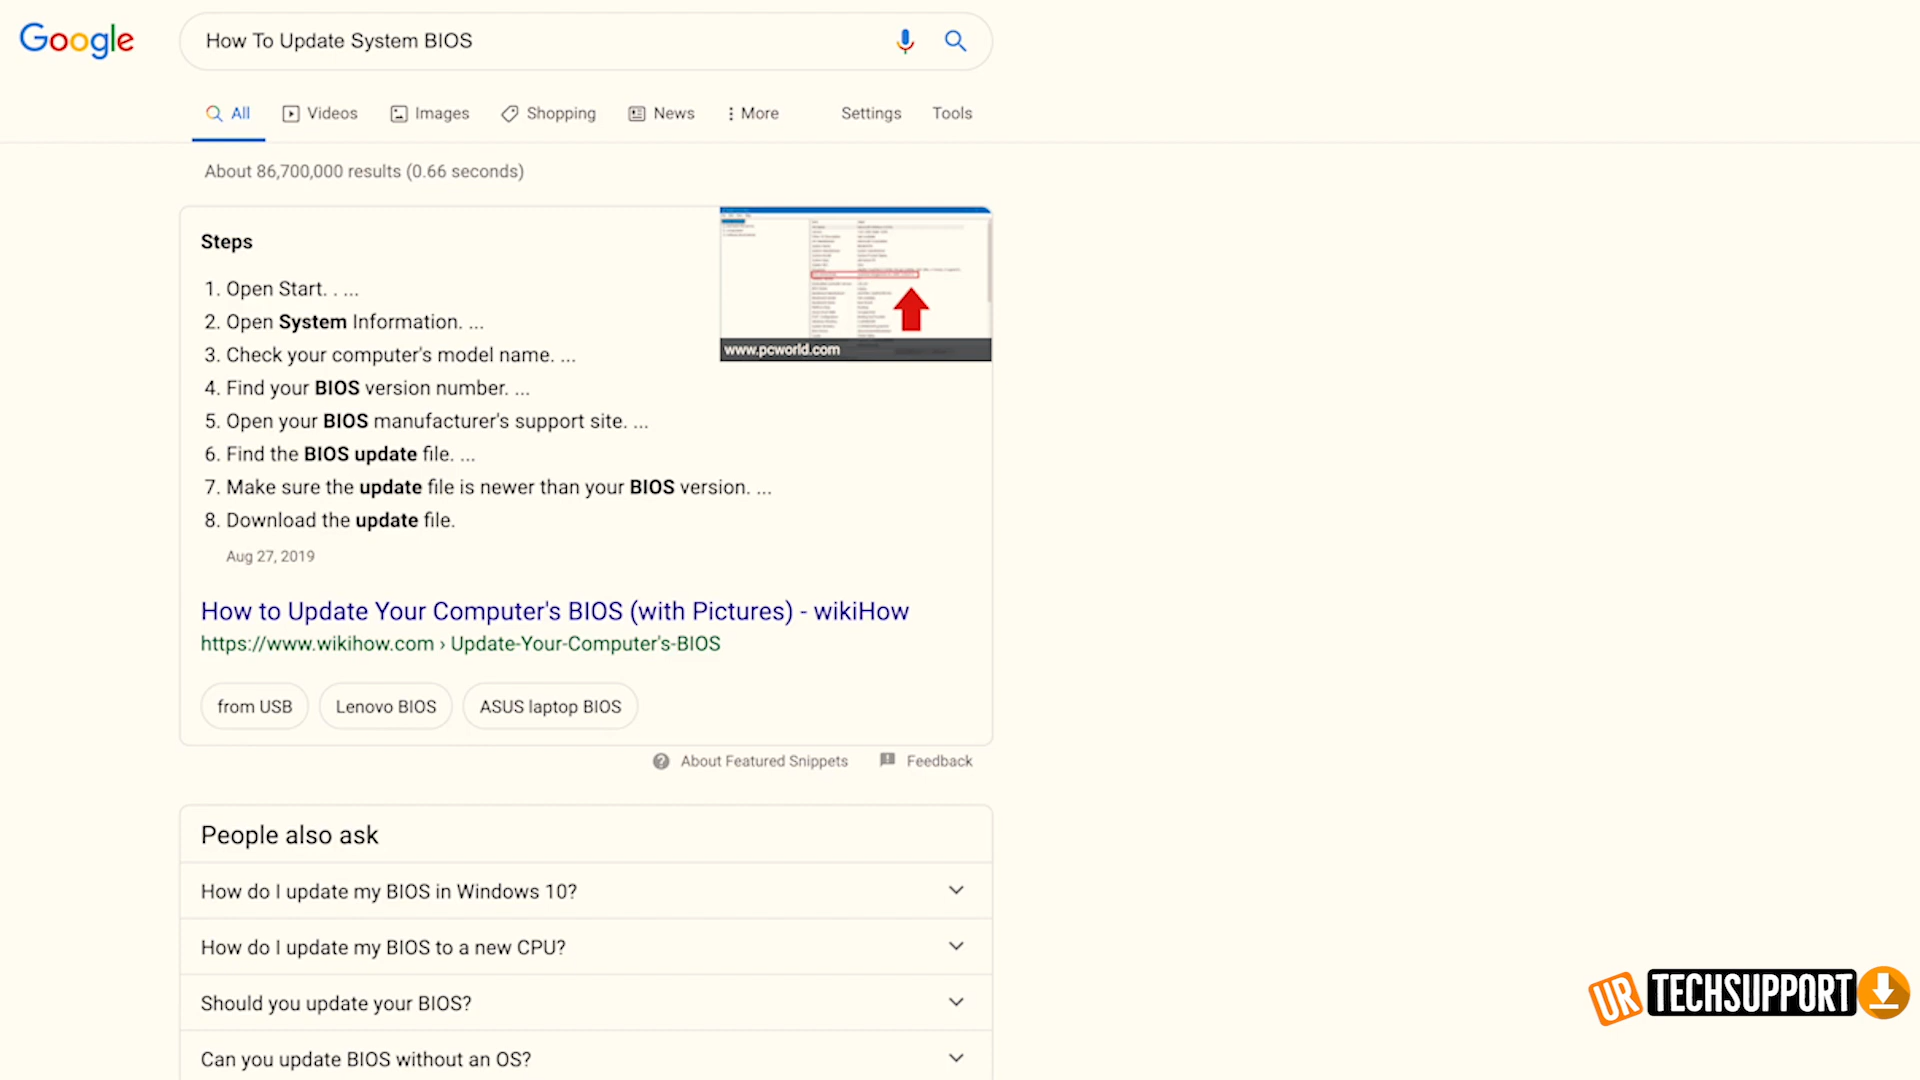 Google
How To Update System BIOS
All Videos Images Shopping News More Settings Tools
About 86,700,000 results (0.66 seconds)
Steps
1. Open Start. . ...
2. Open System Information. ...
3. Check your computer's model name. ...
4. Find your BIOS version number. ...
5. Open your BIOS manufacturer's support site. ...
6. Find the BIOS update file. ...
7. Make sure the update file is newer than your BIOS version. ...
8. Download the update file.
Aug 27, 2019
www.pcworld.com
How to Update Your Computer's BIOS (with Pictures) - wikiHow
https://www.wikihow.com › Update-Your-Computer's-BIOS
from USB Lenovo BIOS ASUS laptop BIOS
About Featured Snippets Feedback
People also ask
How do I update my BIOS in Windows 10?
How do I update my BIOS to a new CPU?
Should you update your BIOS?
Can you update BIOS without an OS?
UR TECHSUPPORT